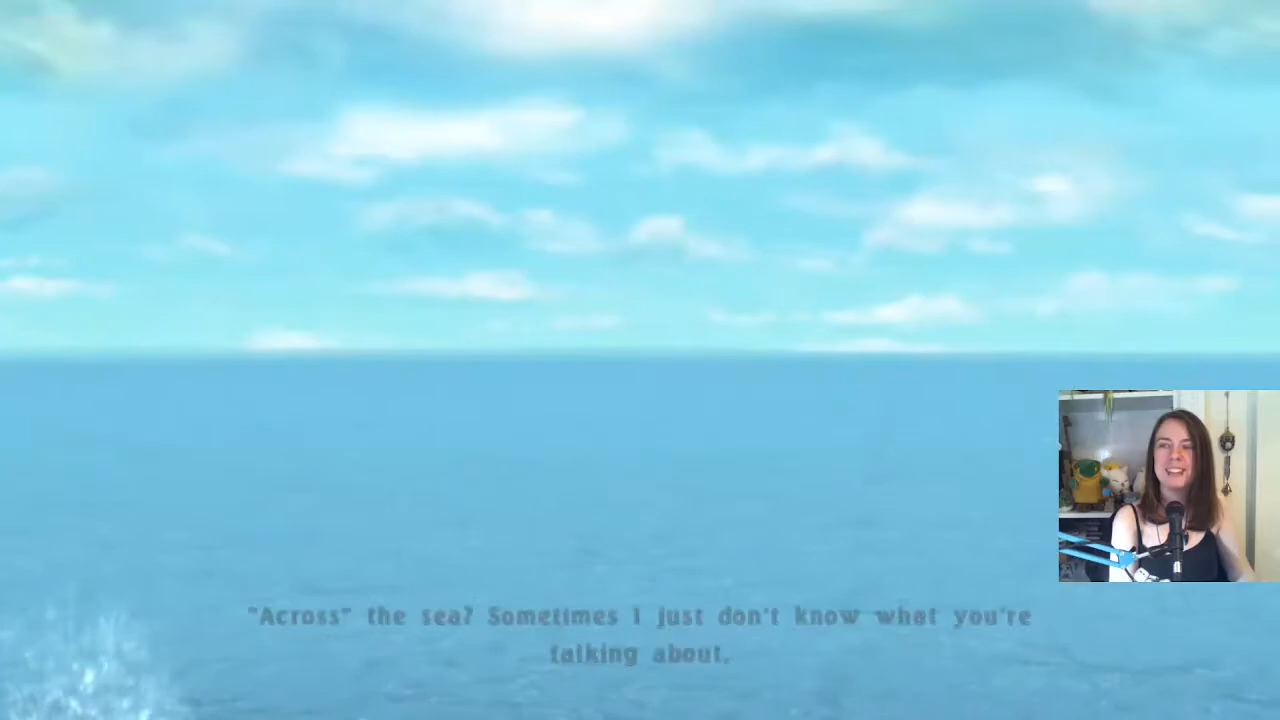 "Across" the sea? Sometimes I just don't know what you're
talking about.